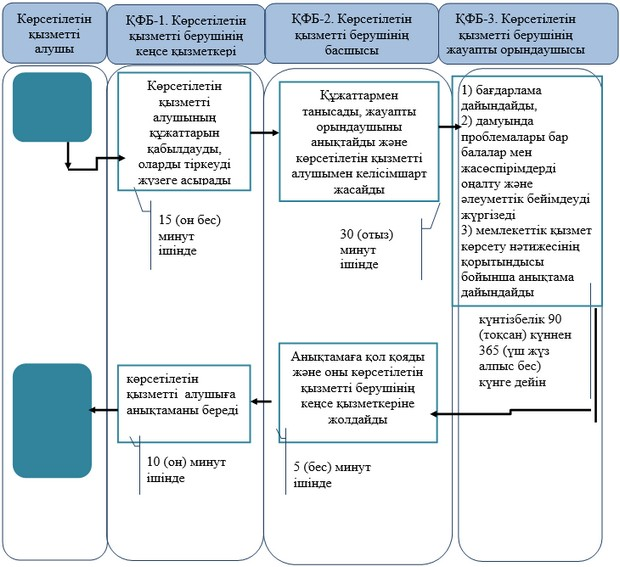 Көрсетілетін
қызметті
алушы
ҚФБ-1. Көрсетілетін
қызметті берушінің
кеңсе қызметкері
ҚФБ-2. Көрсетілетін
қызметті берушінің
басшысы
ҚФБ-3. Көрсетілетін
қызметті берушінің
жауапты орындаушысы
Көрсетілетін
қызметті
алушының
құжаттарын
қабылдауды,
оларды тіркеуді
жүзеге асырады
15 (он бес)
минут
ішінде
Құжаттармен
танысады, жауапты
орындаушыны
анықтайды және
көрсетілетін қызметті
алушымен келісімшарт
жасайды
30 (отыз)
минут
ішінде
1) бағдарлама
дайындайды,
2) дамуында
проблемалары бар
балалар мен
жасөспірімдерді
оңалту және
әлеуметтік бейімдеуді
жүргізеді
3) мемлекеттік қызмет
көрсету нәтижесінің
қорытындысы
бойынша анықтама
дайындайды
күнтізбелік 90
(тоқсан) күннен
365 (үш жүз
алпыс бес)
күнге дейін
Анықтамаға қол қояды
және оны көрсетілетін
қызметті берушінің
кеңсе қызметкеріне
жолдайды
5 (бес) минут
ішінде
көрсетілетін
қызметті алушыға
анықтаманы береді
10 (он) минут
ішінде